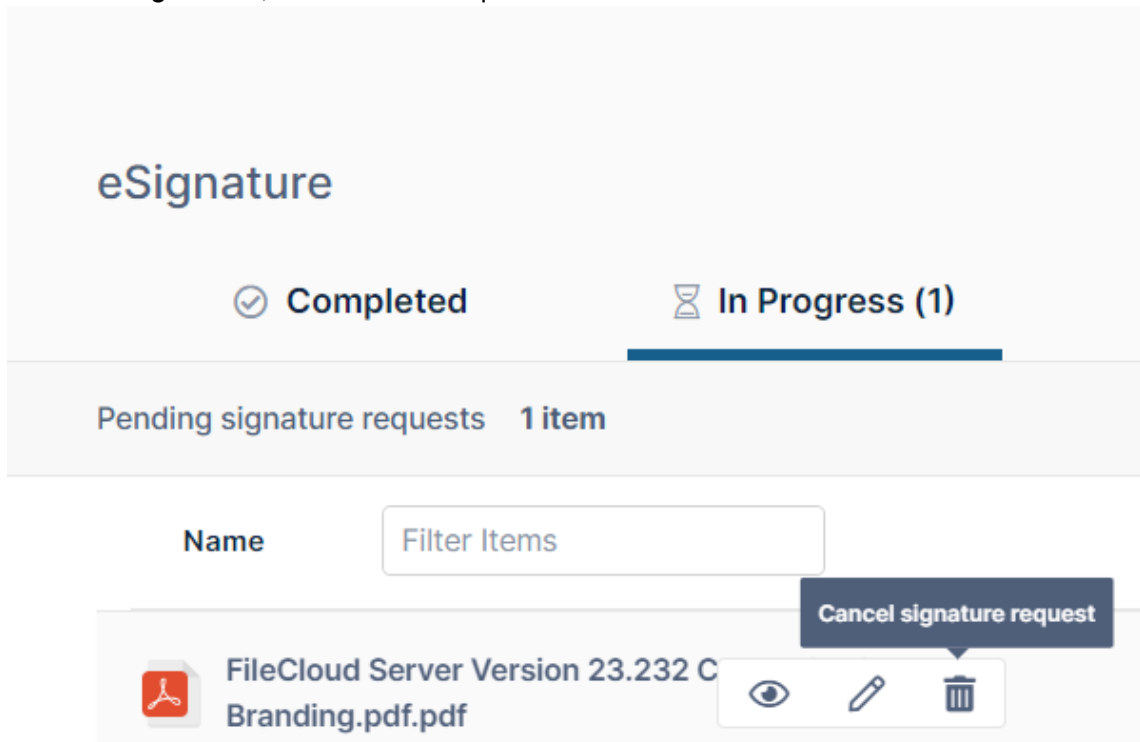 eSignature
Completed
In Progress (1)
Pending signature requests 1 item
Name
Filter Items
Cancel signature request
FileCloud Server Version 23.232 C
Branding.pdf.pdf